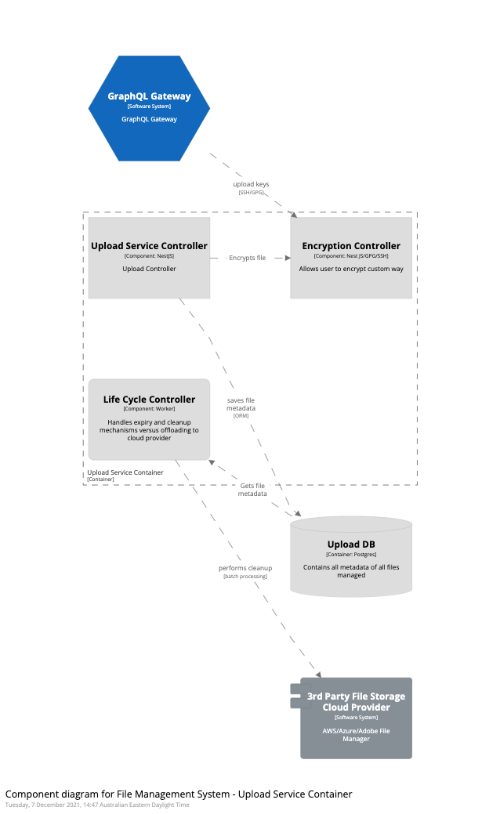 GraphQL Gateway
[Software System]
GraphQL Gateway
upload keys
[SSH/GPG]
Upload Service Controller
[Component: NestJS]
Upload Controller
Encrypts file
Encryption Controller
[Component: Nest.JS/GPG/SSH]
Allows user to encrypt custom way
Life Cycle Controller
[Component: Worker]
Handles expiry and cleanup
mechanisms versus offloading to
cloud provider
saves file
metadata
[ORM]
Upload Service Container
[Container]
Gets file
metadata
Upload DB
[Container: Postgres]
Contains all metadata of all files
managed
performs cleanup
[batch processing]
3rd Party File Storage
Cloud Provider
[Software System]
AWS/Azure/Adobe File
Manager
Component diagram for File Management System - Upload Service Container
Tuesday, 7 December 2021, 14:47 Australian Eastern Daylight Time